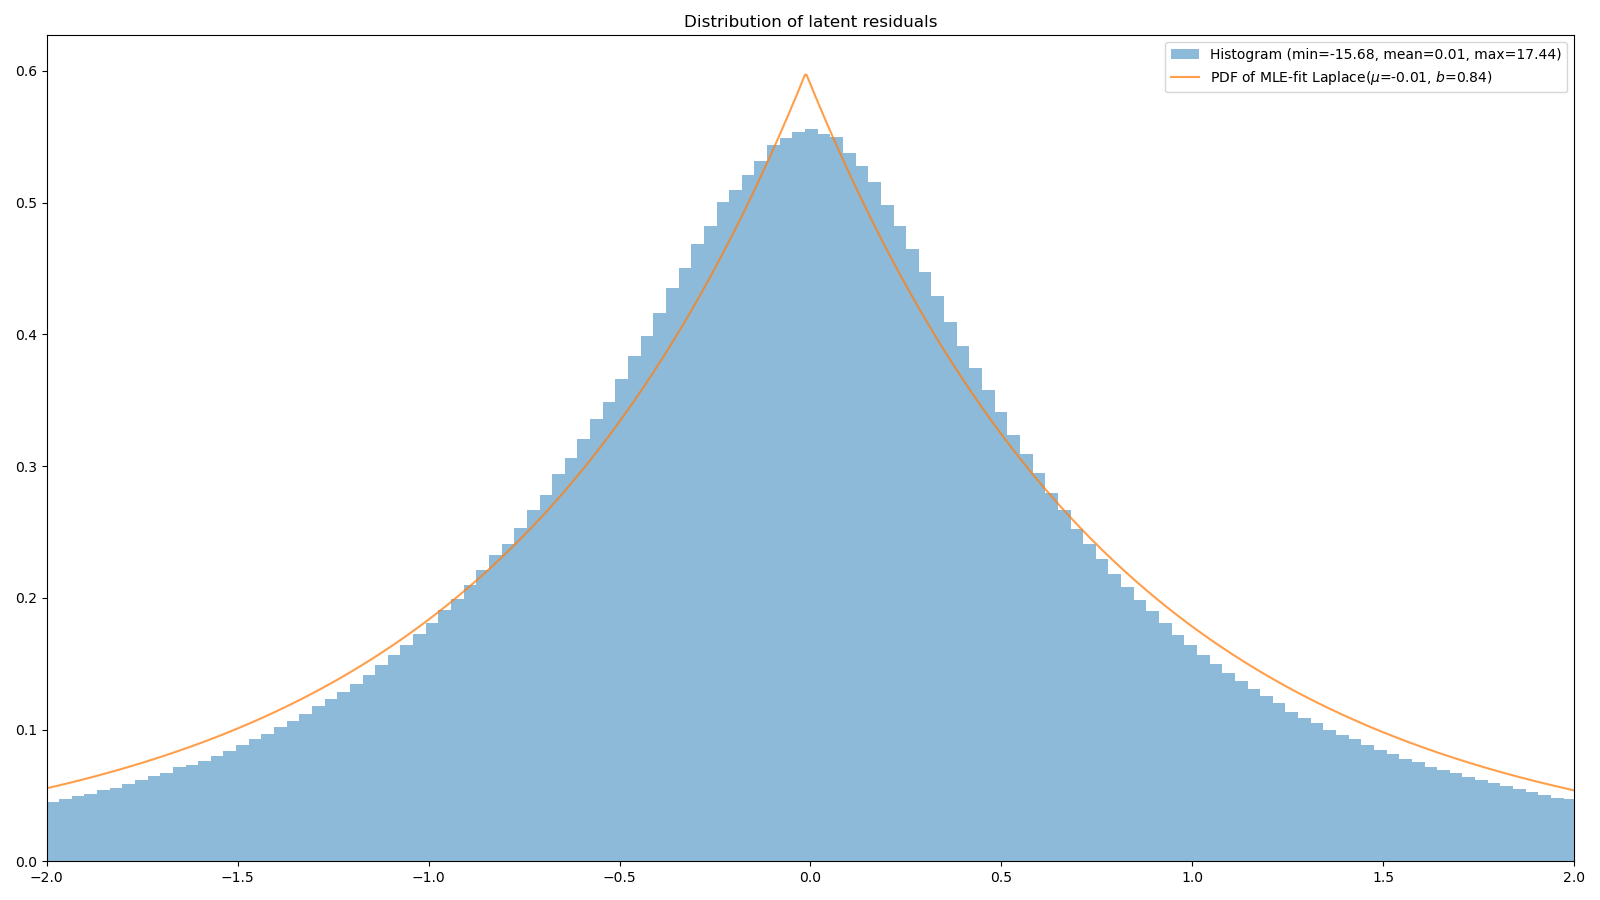 Distribution of latent residuals
Histogram (min=-15.68, mean=0.01, max=17.44)
PDF of MLE-fit Laplace(μ=-0.01, b=0.84)
0.6
0.5
0.4
0.3
0.2
0.1
0.0
−2.0 −1.5 −1.0 −0.5 0.0 0.5 1.0 1.5 2.0